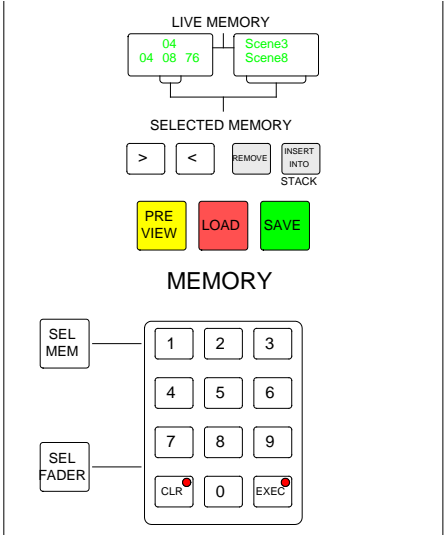 LIVE MEMORY
04
04 08 76
Scene3
Scene8
SELECTED MEMORY
> < REMOVE INSERT
INTO
STACK
PRE
VIEW
LOAD
SAVE
MEMORY
SEL
MEM
1 2 3
4 5 6
SEL
FADER
7 8 9
CLR 0 EXEC